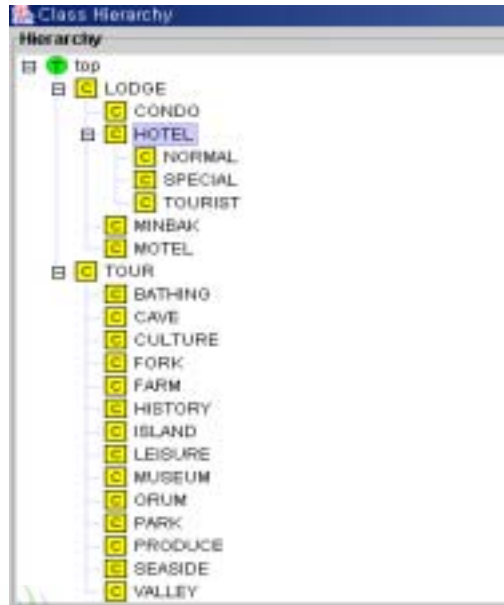 Class Hierarchy
Hierarchy
top
LODGE
CONDO
HOTEL
NORMAL
SPECIAL
TOURIST
MINBAK
MOTEL
TOUR
BATHING
CAVE
CULTURE
FORK
FARM
HISTORY
ISLAND
LEISURE
MUSEUM
ORUM
PARK
PRODUCE
SEASIDE
VALLEY